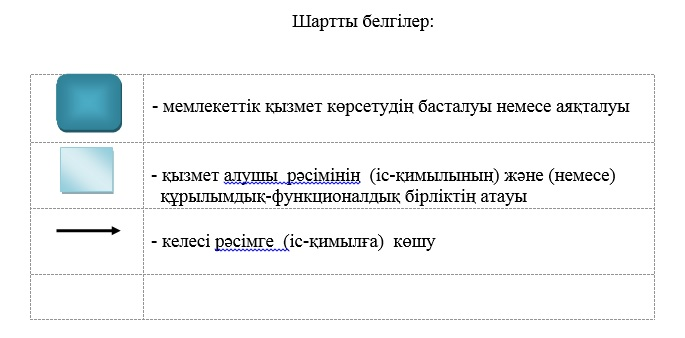 Шартты белгілер:
- мемлекеттік қызмет көрсетудің басталуы немесе аяқталуы
- қызмет алушы рәсімінің (іс-қимылының) және (немесе)
құрылымдық-функционалдық бірліктің атауы
- келесі рәсімге (іс-қимылға) көшу